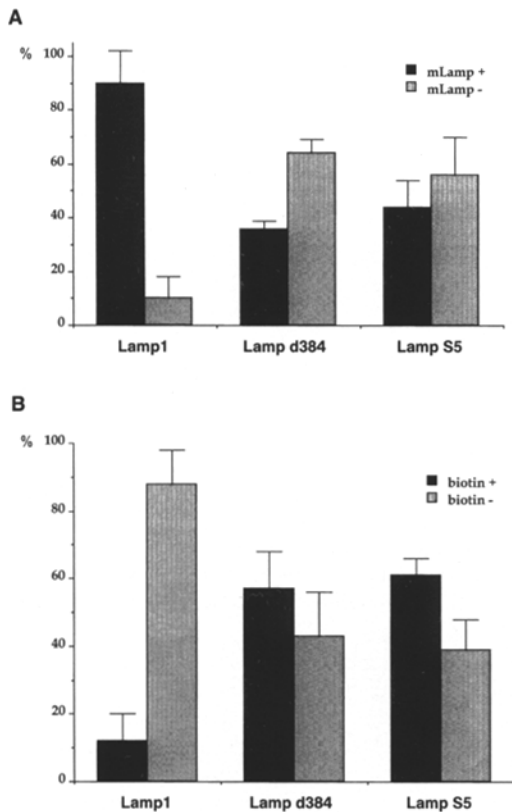 A
%
100
80
60
40
20
0
mLamp +
mLamp -
Lamp1 Lamp d384 Lamp S5
B
%
100
80
60
40
20
0
biotin +
biotin -
Lamp1 Lamp d384 Lamp S5